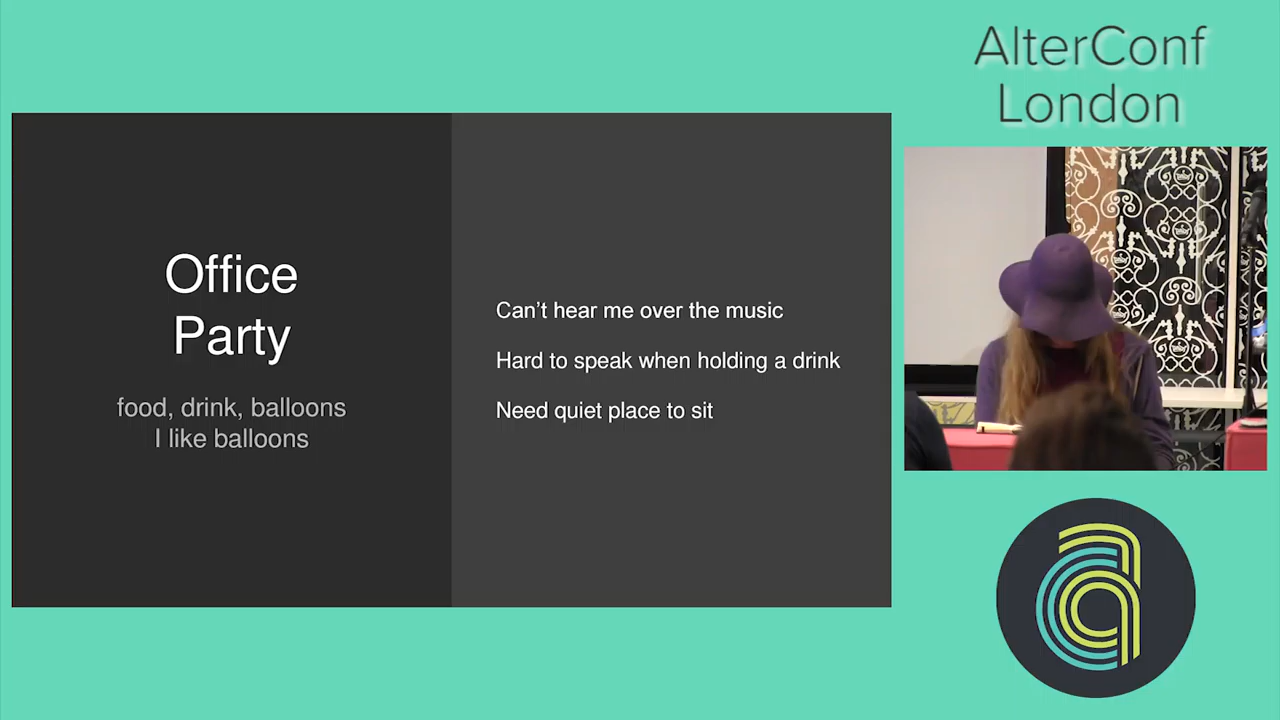 AlterConf
London
Office
Party
food, drink, balloons
I like balloons
Can’t hear me over the music
Hard to speak when holding a drink
Need quiet place to sit